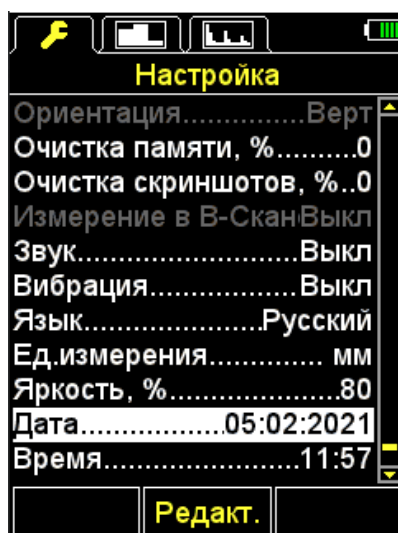 Настройка
Ориентация...............Верт
Очистка памяти, %..........0
Очистка скриншотов, %..0
Измерение в В-Скан Выкл
Звук.........................Выкл
Вибрация.................Выкл
Язык.....................Русский
Ед.измерения............. мм
Яркость, %...................80
Дата.................05:02:2021
Время......................11:57
Редакт.